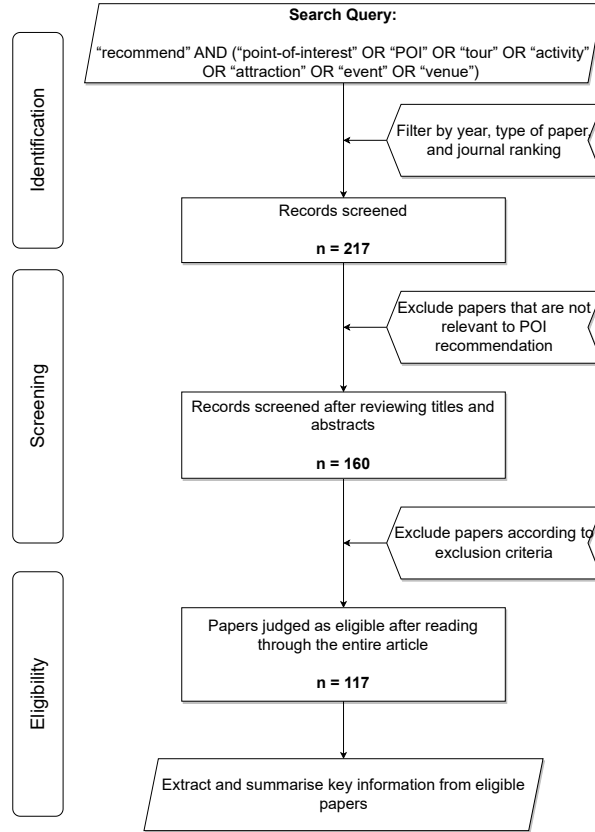 Search Query:
“recommend” AND (“point-of-interest” OR “POI” OR “tour” OR “activity”
OR “attraction” OR “event” OR “venue”)
Identification
Filter by year, type of paper,
and journal ranking
Records screened
n = 217
Exclude papers that are not
relevant to POI
recommendation
Screening
Records screened after reviewing titles and
abstracts
n = 160
Exclude papers according to
exclusion criteria
Eligibility
Papers judged as eligible after reading
through the entire article
n = 117
Extract and summarise key information from eligible
papers